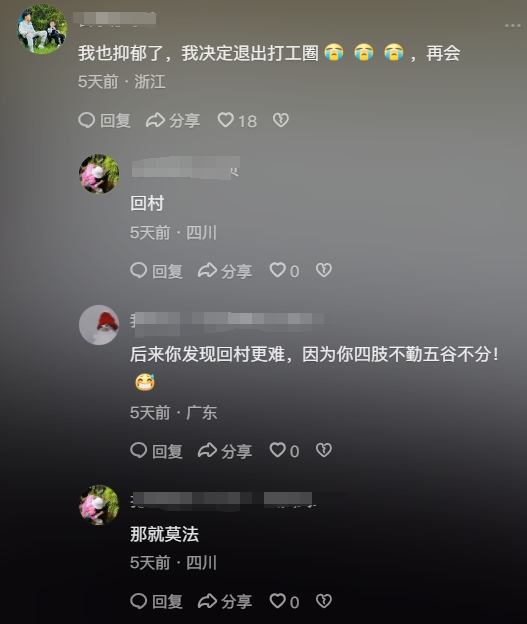 我也抑郁了，我决定退出打工圈😭😭😭，再会
5天前 · 浙江
回复 分享 18
回村
5天前 · 四川
回复 分享 0
后来你发现回村更难，因为你四肢不勤五谷不分！
😅
5天前 · 广东
回复 分享 0
那就莫法
5天前 · 四川
回复 分享 0